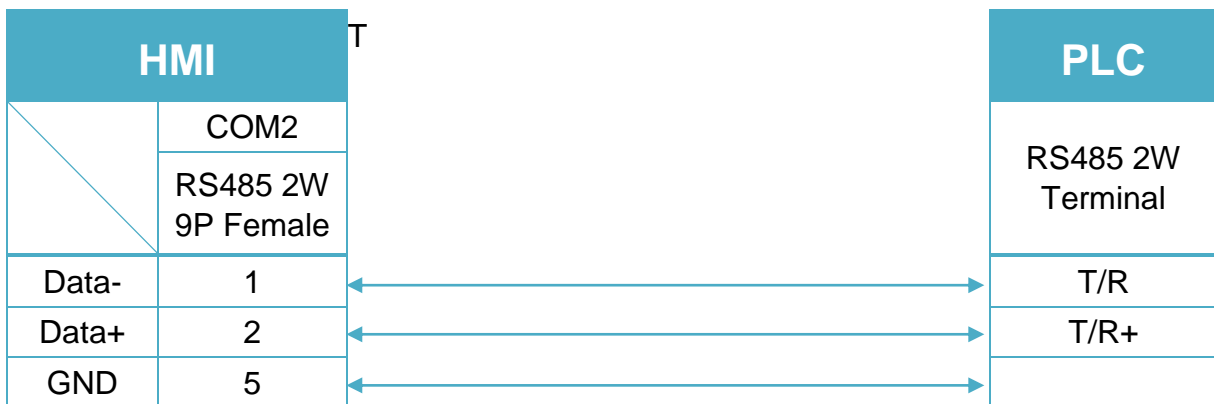 HMI T PLC
COM2
RS485 2W
9P Female
RS485 2W
Terminal
Data- 1 T/R
Data+ 2 T/R+
GND 5